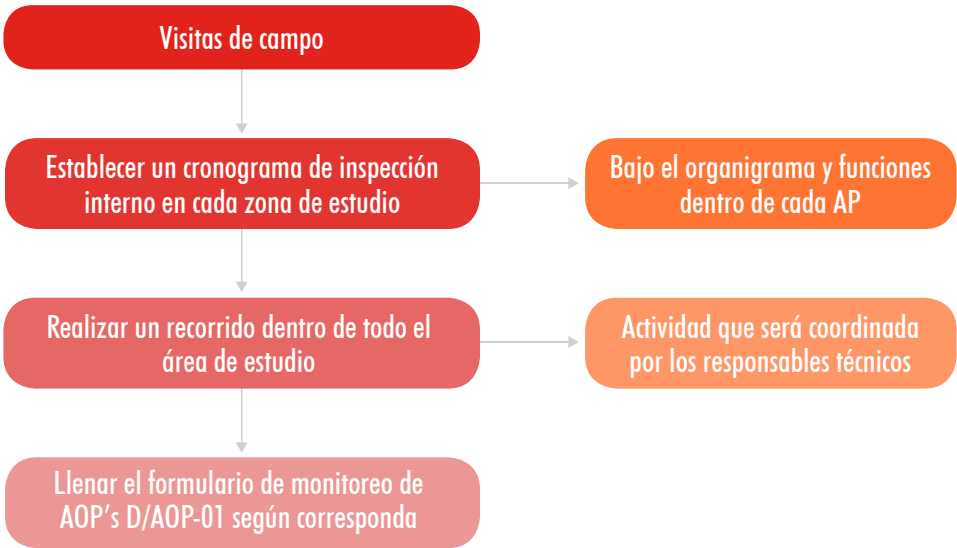 Visitas de campo
Establecer un cronograma de inspección
interno en cada zona de estudio
Bajo el organigrama y funciones
dentro de cada AP
Realizar un recorrido dentro de todo el
área de estudio
Actividad que será coordinada
por los responsables técnicos
Llenar el formulario de monitoreo de
AOP’s D/AOP-01 según corresponda